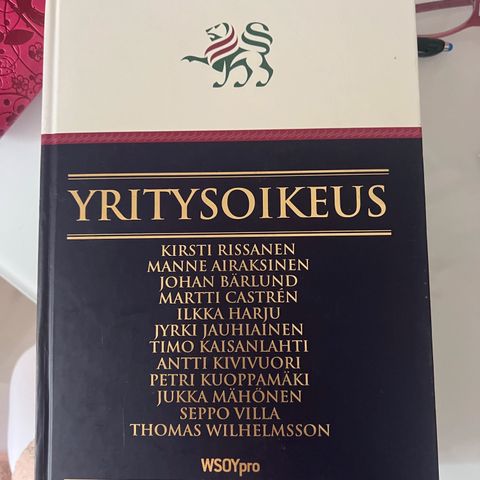 YRITYSOIKEUS
KIRSTI RISSANEN
MANNE AIRAKSINEN
JOHAN BÄRLUND
MARTTI CASTRÉN
ILKKA HARJU
JYRKI JAUHIAINEN
TIMO KAISANLAHTI
ANTTI KIVIVUORI
PETRI KUOPPAMÄKI
JUKKA MÄHÖNEN
SEPPO VILLA
THOMAS WILHELMSSON
WSOYpro